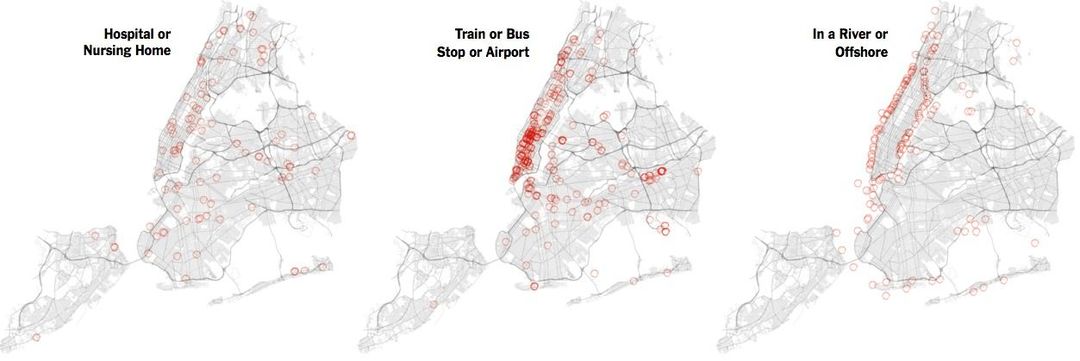 Hospital or
Nursing Home
Train or Bus
Stop or Airport
In a River or
Offshore